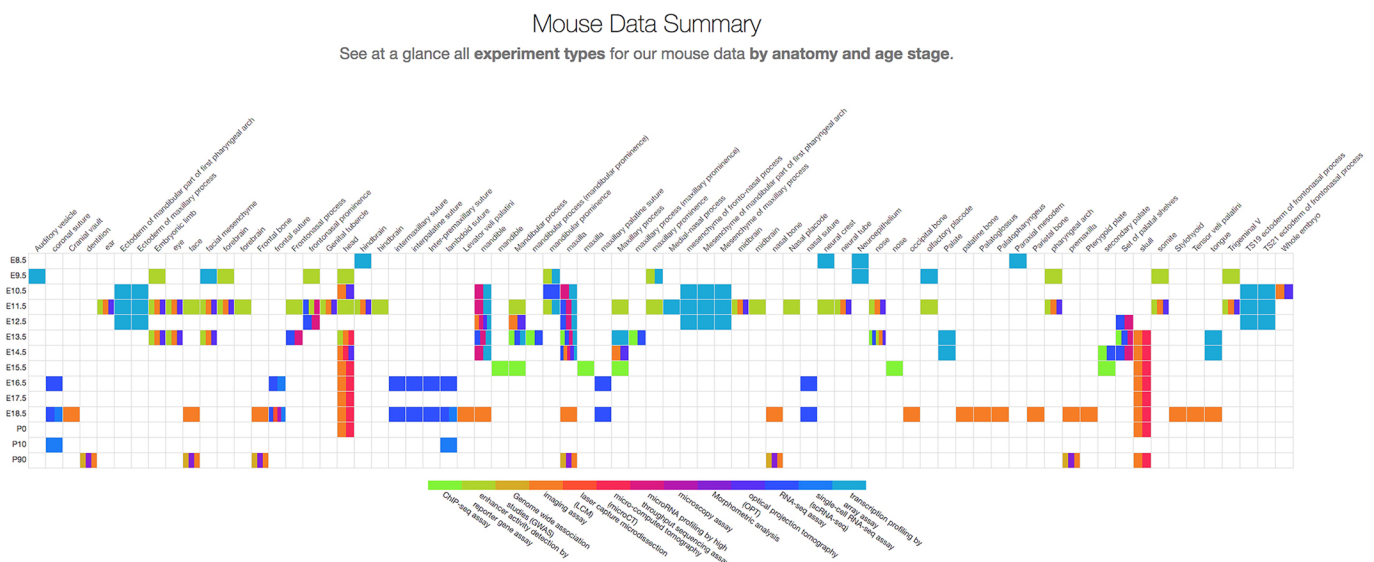 Mouse Data Summary
See at a glance all experiment types for our mouse data by anatomy and age stage.
Auditory vesicle
coronal suture
Cranial vault
dentition
ear
Ectoderm of mandibular part of first pharyngeal arch
Ectoderm of maxillary process
Embryonic limb
eye
face
facial mesenchyme
forebrain
forebrain
Frontal bone
frontal suture
Frontonasal process
frontonasal prominence
Genital tubercle
head
hindbrain
hindbrain
intermaxillary suture
interpalatine suture
inter-premaxillary suture
lambdoid suture
Levator veli palatini
mandible
mandible
Mandibular process
mandibular process (mandibular prominence)
mandibular prominence
maxilla
maxilla
maxillary palatine suture
Maxillary process
maxillary process (maxillary prominence)
maxillary prominence
Medial-nasal process
mesenchyme of fronto-nasal process
Mesenchyme of mandibular part of first pharyngeal arch
Mesenchyme of maxillary process
midbrain
midbrain
nasal bone
Nasal placode
nasal suture
neural crest
neural tube
Neuroepithelium
nose
nose
occipital bone
olfactory placode
Palate
palatine bone
Palatoglossus
Palatopharyngeus
Paraxial mesoderm
Parietal bone
pharyngeal arch
premaxilla
Pterygoid plate
secondary palate
Set of palatal shelves
skull
somite
Stylohyoid
Tensor veli palatini
tongue
Trigeminal V
TS19 ectoderm of frontonasal process
TS21 ectoderm of frontonasal process
Whole embryo
E8.5
E9.5
E10.5
E11.5
E12.5
E13.5
E14.5
E15.5
E16.5
E17.5
E18.5
P0
P10
P90
ChIP-seq assay
enhancer activity detection by
reporter gene assay
Genome wide association
studies (GWAS)
imaging assay
laser capture microdissection
(LCM)
micro-computed tomography
(microCT)
microRNA profiling by high
throughput sequencing assay
microscopy assay
Morphometric analysis
optical projection tomography
(OPT)
RNA-seq assay
single-cell RNA-seq assay
(scRNA-seq)
transcription profiling by
array assay